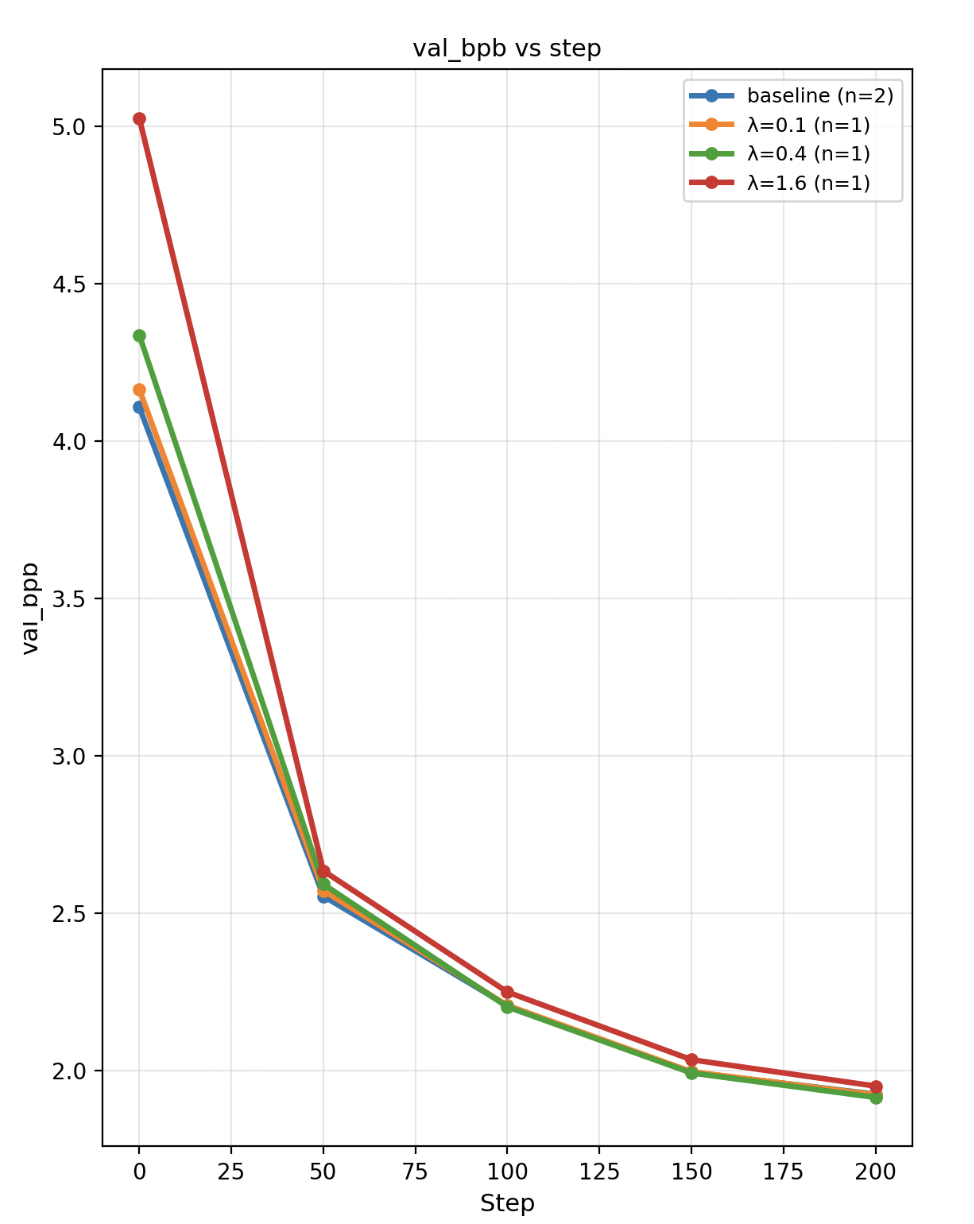 val_bpb vs step
baseline (n=2)
λ=0.1 (n=1)
λ=0.4 (n=1)
λ=1.6 (n=1)
val_bpb
5.0
4.5
4.0
3.5
3.0
2.5
2.0
0 25 50 75 100 125 150 175 200
Step